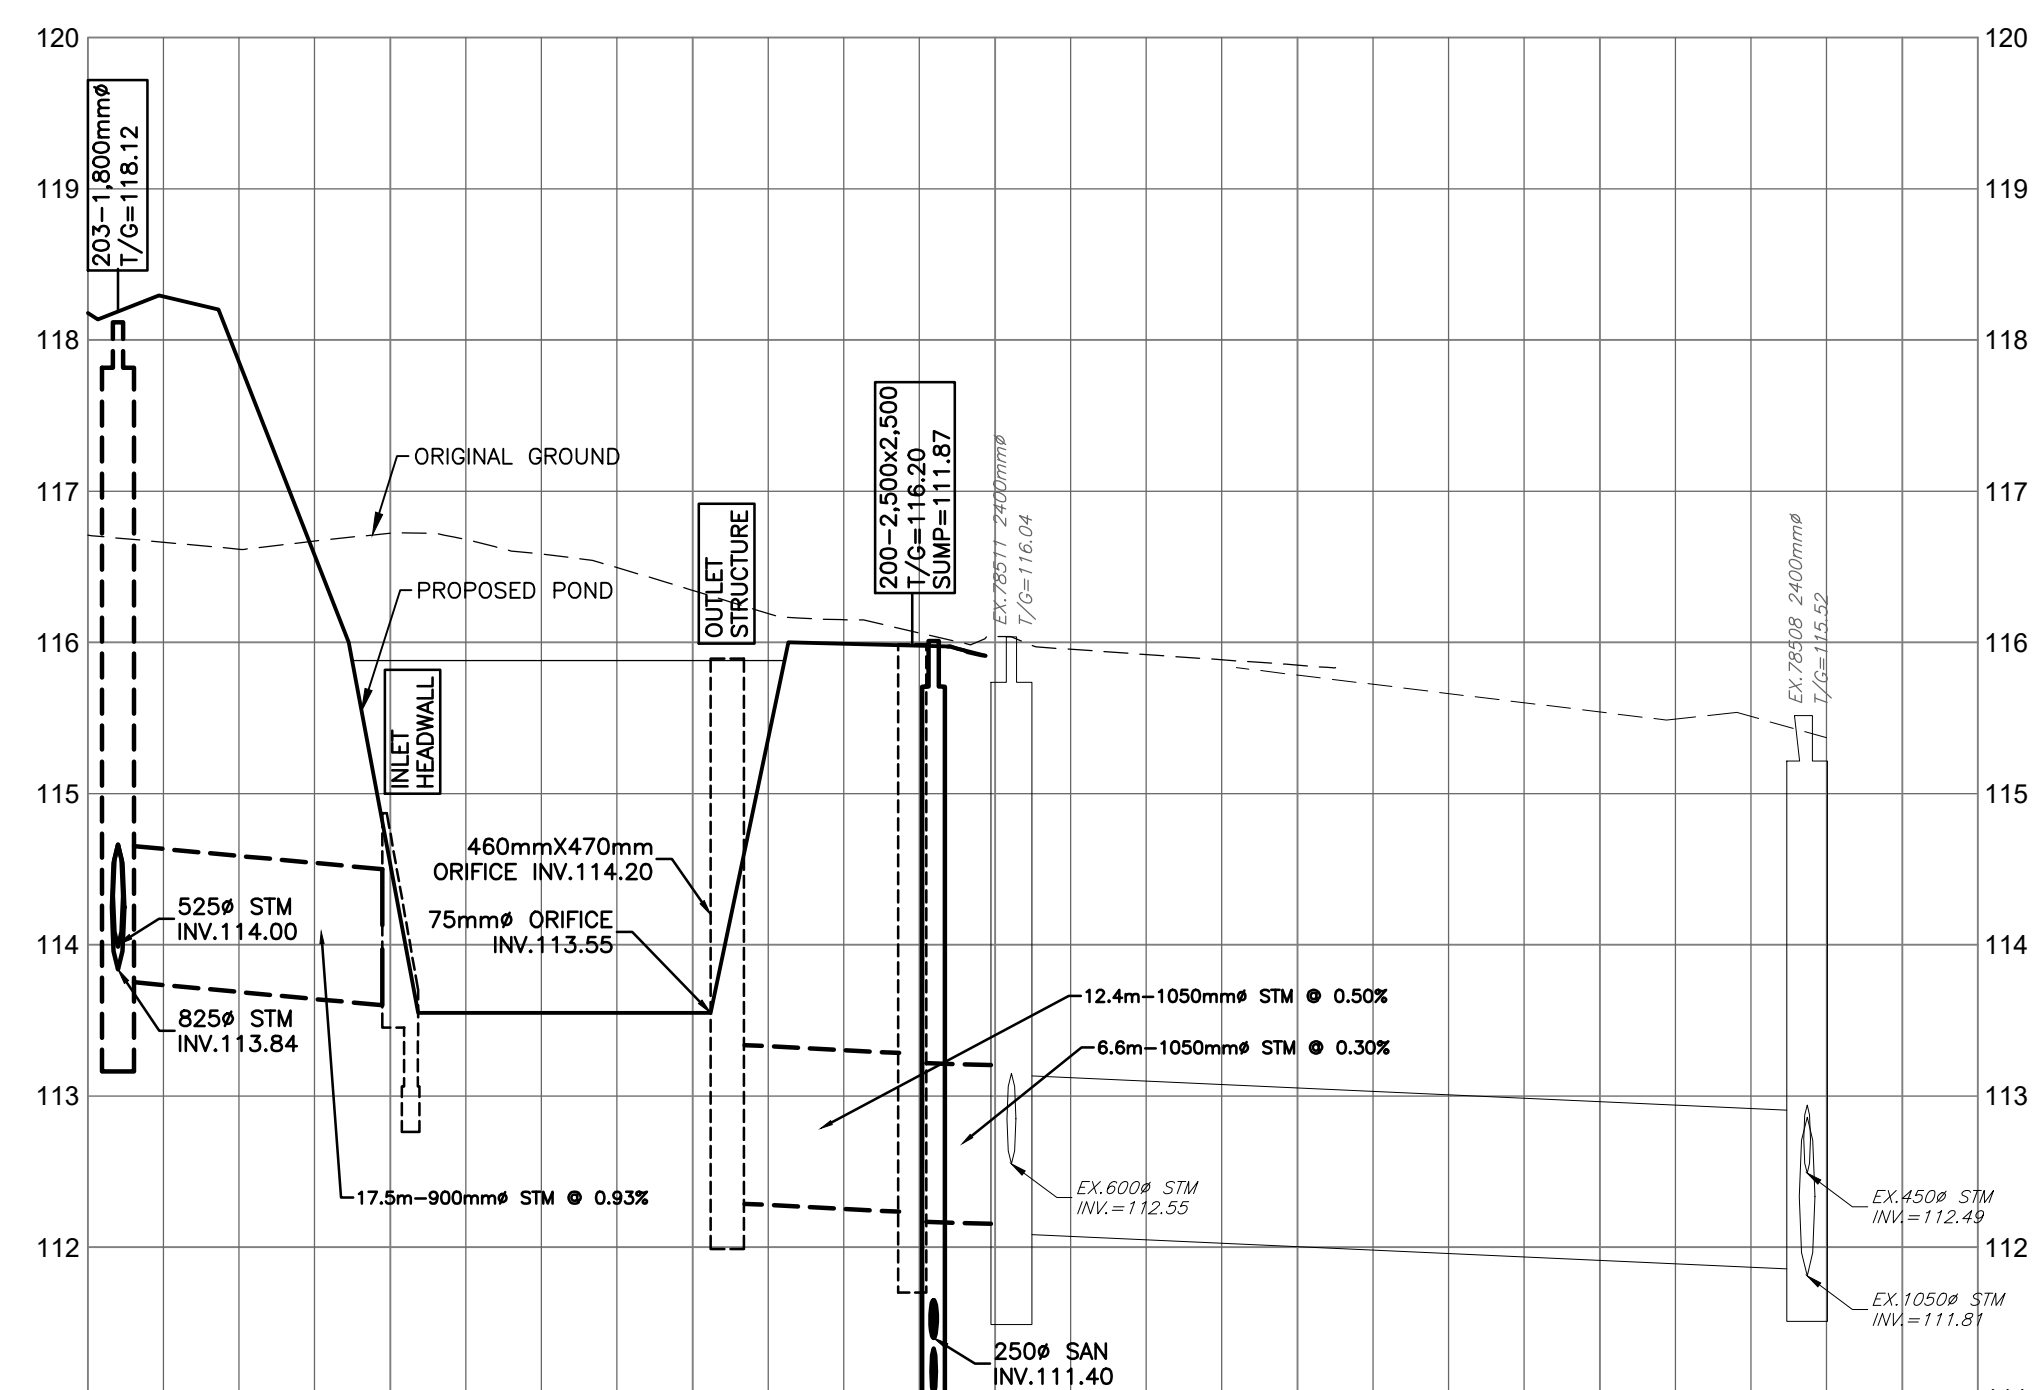 120
120
203-1,800mmø
T/G=118.12
119
119
118
118
ORIGINAL GROUND
200-2,500x2,500
T/G=116.20
SUMP=111.87
EX.78511 2400mmø
T/G=116.04
117
117
OUTLET
STRUCTURE
EX.78508 2400mmø
T/G=115.52
PROPOSED POND
116
116
INLET
HEADWALL
115
115
460mmX470mm
ORIFICE INV.114.20
525ø STM
INV.114.00
75mmø ORIFICE
INV.113.55
114
114
12.4m-1050mmø STM @ 0.50%
825ø STM
INV.113.84
6.6m-1050mmø STM @ 0.30%
113
113
17.5m-900mmø STM @ 0.93%
EX.600ø STM
INV.=112.55
EX.450ø STM
INV.=112.49
112
112
EX.1050ø STM
INV.=111.81
250ø SAN
INV.111.40